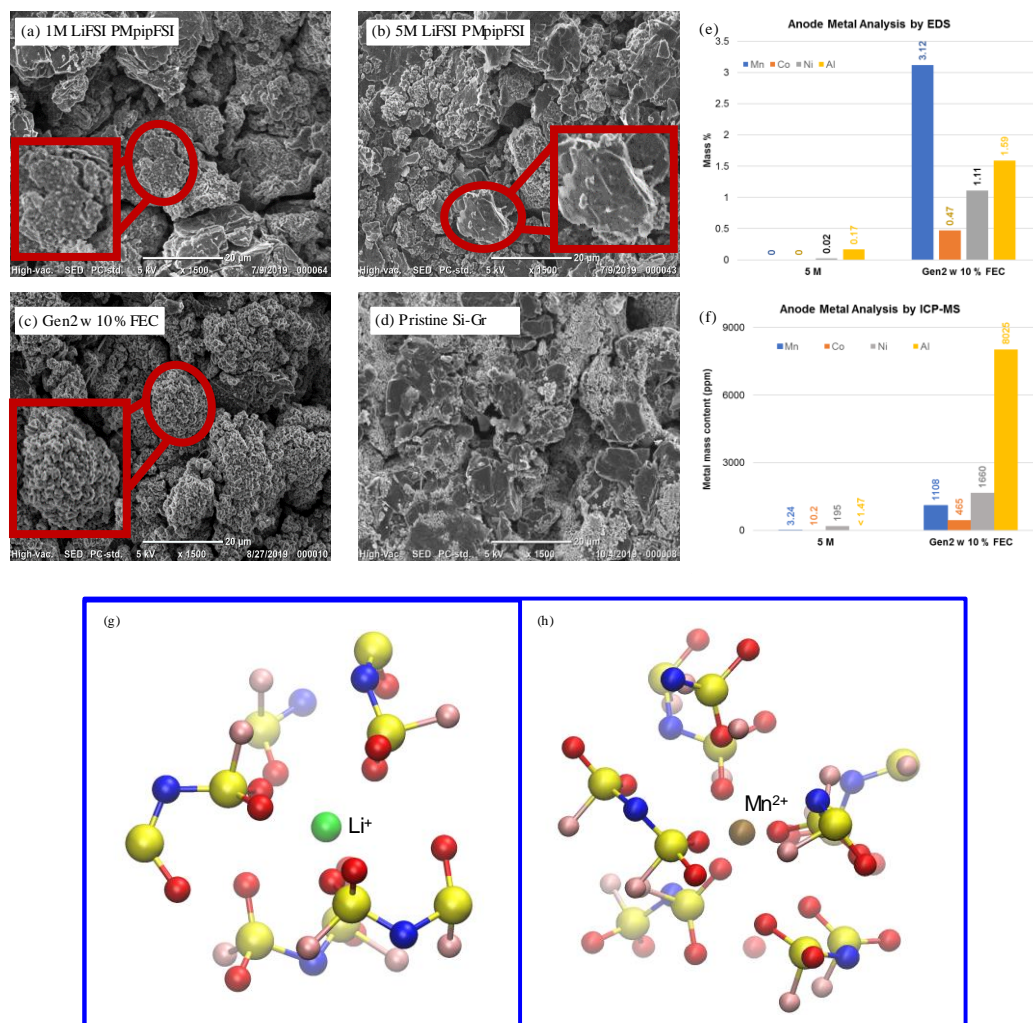 (a) 1M LiFSI PMpipFSI
High-vac. SED PC-std. 5 kV x 1500 20 µm 7/9/2019 000064
(b) 5M LiFSI PMpipFSI
High-vac. SED PC-std. 5 kV x 1500 20 µm 7/9/2019 000043
(c) Gen2 w 10% FEC
High-vac. SED PC-std. 5 kV x 1500 20 µm 8/27/2019 000010
(d) Pristine Si-Gr
High-vac. SED PC-std. 5 kV x 1500 20 µm 10/4/2019
(e)
Anode Metal Analysis by EDS
Mn Co Ni Al
Mass %
3.5
3
2.5
2
1.5
1
0.5
0
0 0 0.02 0.17
3.12 0.47 1.11 1.59
5 M Gen2 w 10 % FEC
(f)
Anode Metal Analysis by ICP-MS
Mn Co Ni Al
Metal mass content (ppm)
9000
6000
3000
0
3.24 10.2 195 < 1.47
1108 465 1660 8025
5 M Gen2 w 10 % FEC
(g)
Li⁺
(h)
Mn²⁺